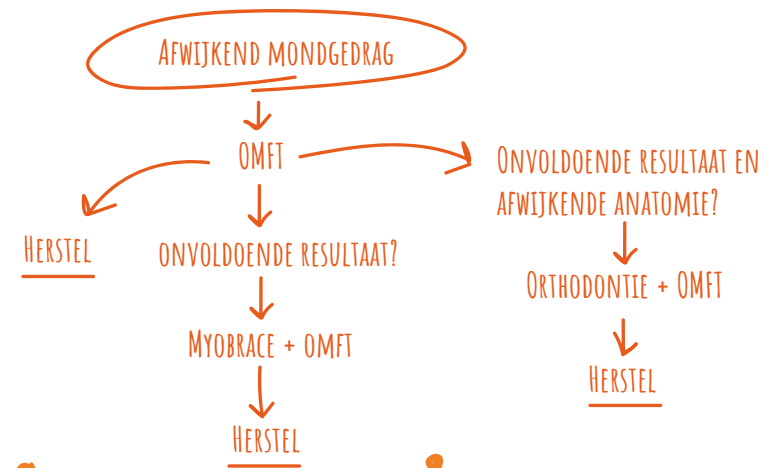 Afwijkend mondgedrag
OMFT
Herstel
onvoldoende resultaat?
Myobrace + omft
Herstel
Onvoldoende resultaat en
afwijkende anatomie?
Orthodontie + OMFT
Herstel